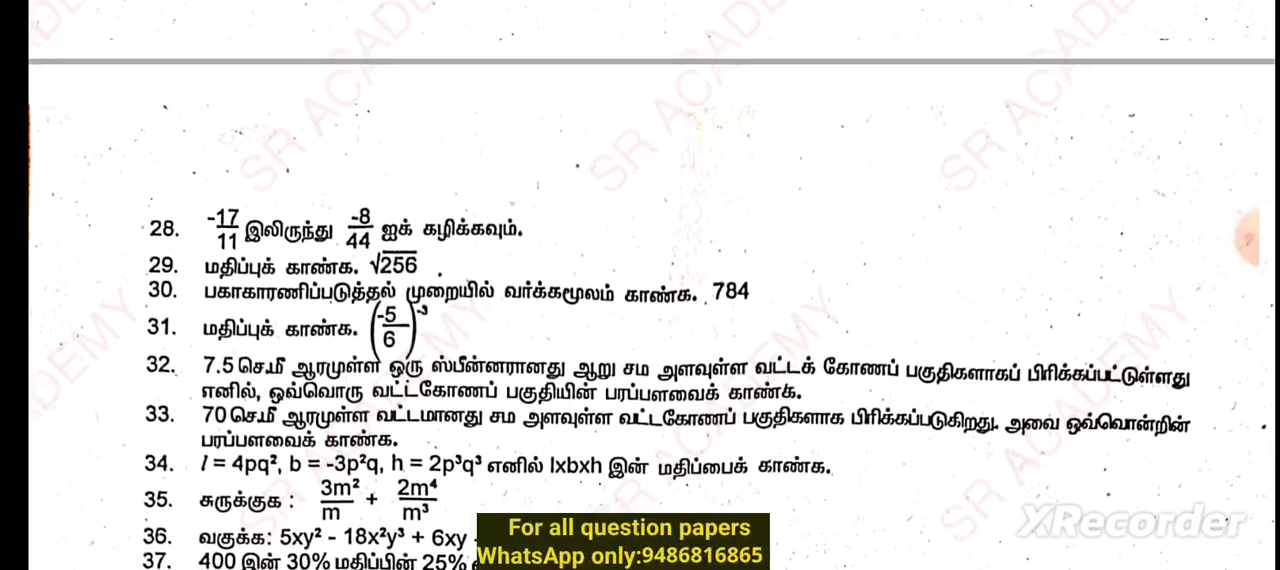 28. -17/11 இலிருந்து -8/44 ஐக் கழிக்கவும்.
29. மதிப்புக் காண்க. √256
30. பகாகாரணிப்படுத்தல் முறையில் வர்க்கமூலம் காண்க. 784
31. மதிப்புக் காண்க. (-5/6)⁻³
32. 7.5 செ.மீ ஆரமுள்ள ஒரு ஸ்பின்னரானது ஆறு சம அளவுள்ள வட்டக் கோணப் பகுதிகளாகப் பிரிக்கப்பட்டுள்ளது
எனில், ஒவ்வொரு வட்டகோணப் பகுதியின் பரப்பளவைக் காண்க.
33. 70 செ.மீ ஆரமுள்ள வட்டமானது சம அளவுள்ள வட்டகோணப் பகுதிகளாக பிரிக்கப்படுகிறது. அவை ஒவ்வொன்றின்
பரப்பளவைக் காண்க.
34. l = 4pq², b = -3p²q, h = 2p³q³ எனில் lxbxh இன் மதிப்பைக் காண்க.
35. சுருக்குக : 3m²/m + 2m⁴/m³
36. வகுக்க: 5xy² - 18x²y³ + 6xy
37. 400 இன் 30% மதிப்பின் 25%
For all question papers
WhatsApp only:9486816865
XRecorder
SR ACADEMY
SR ACADEMY
SR ACADEMY